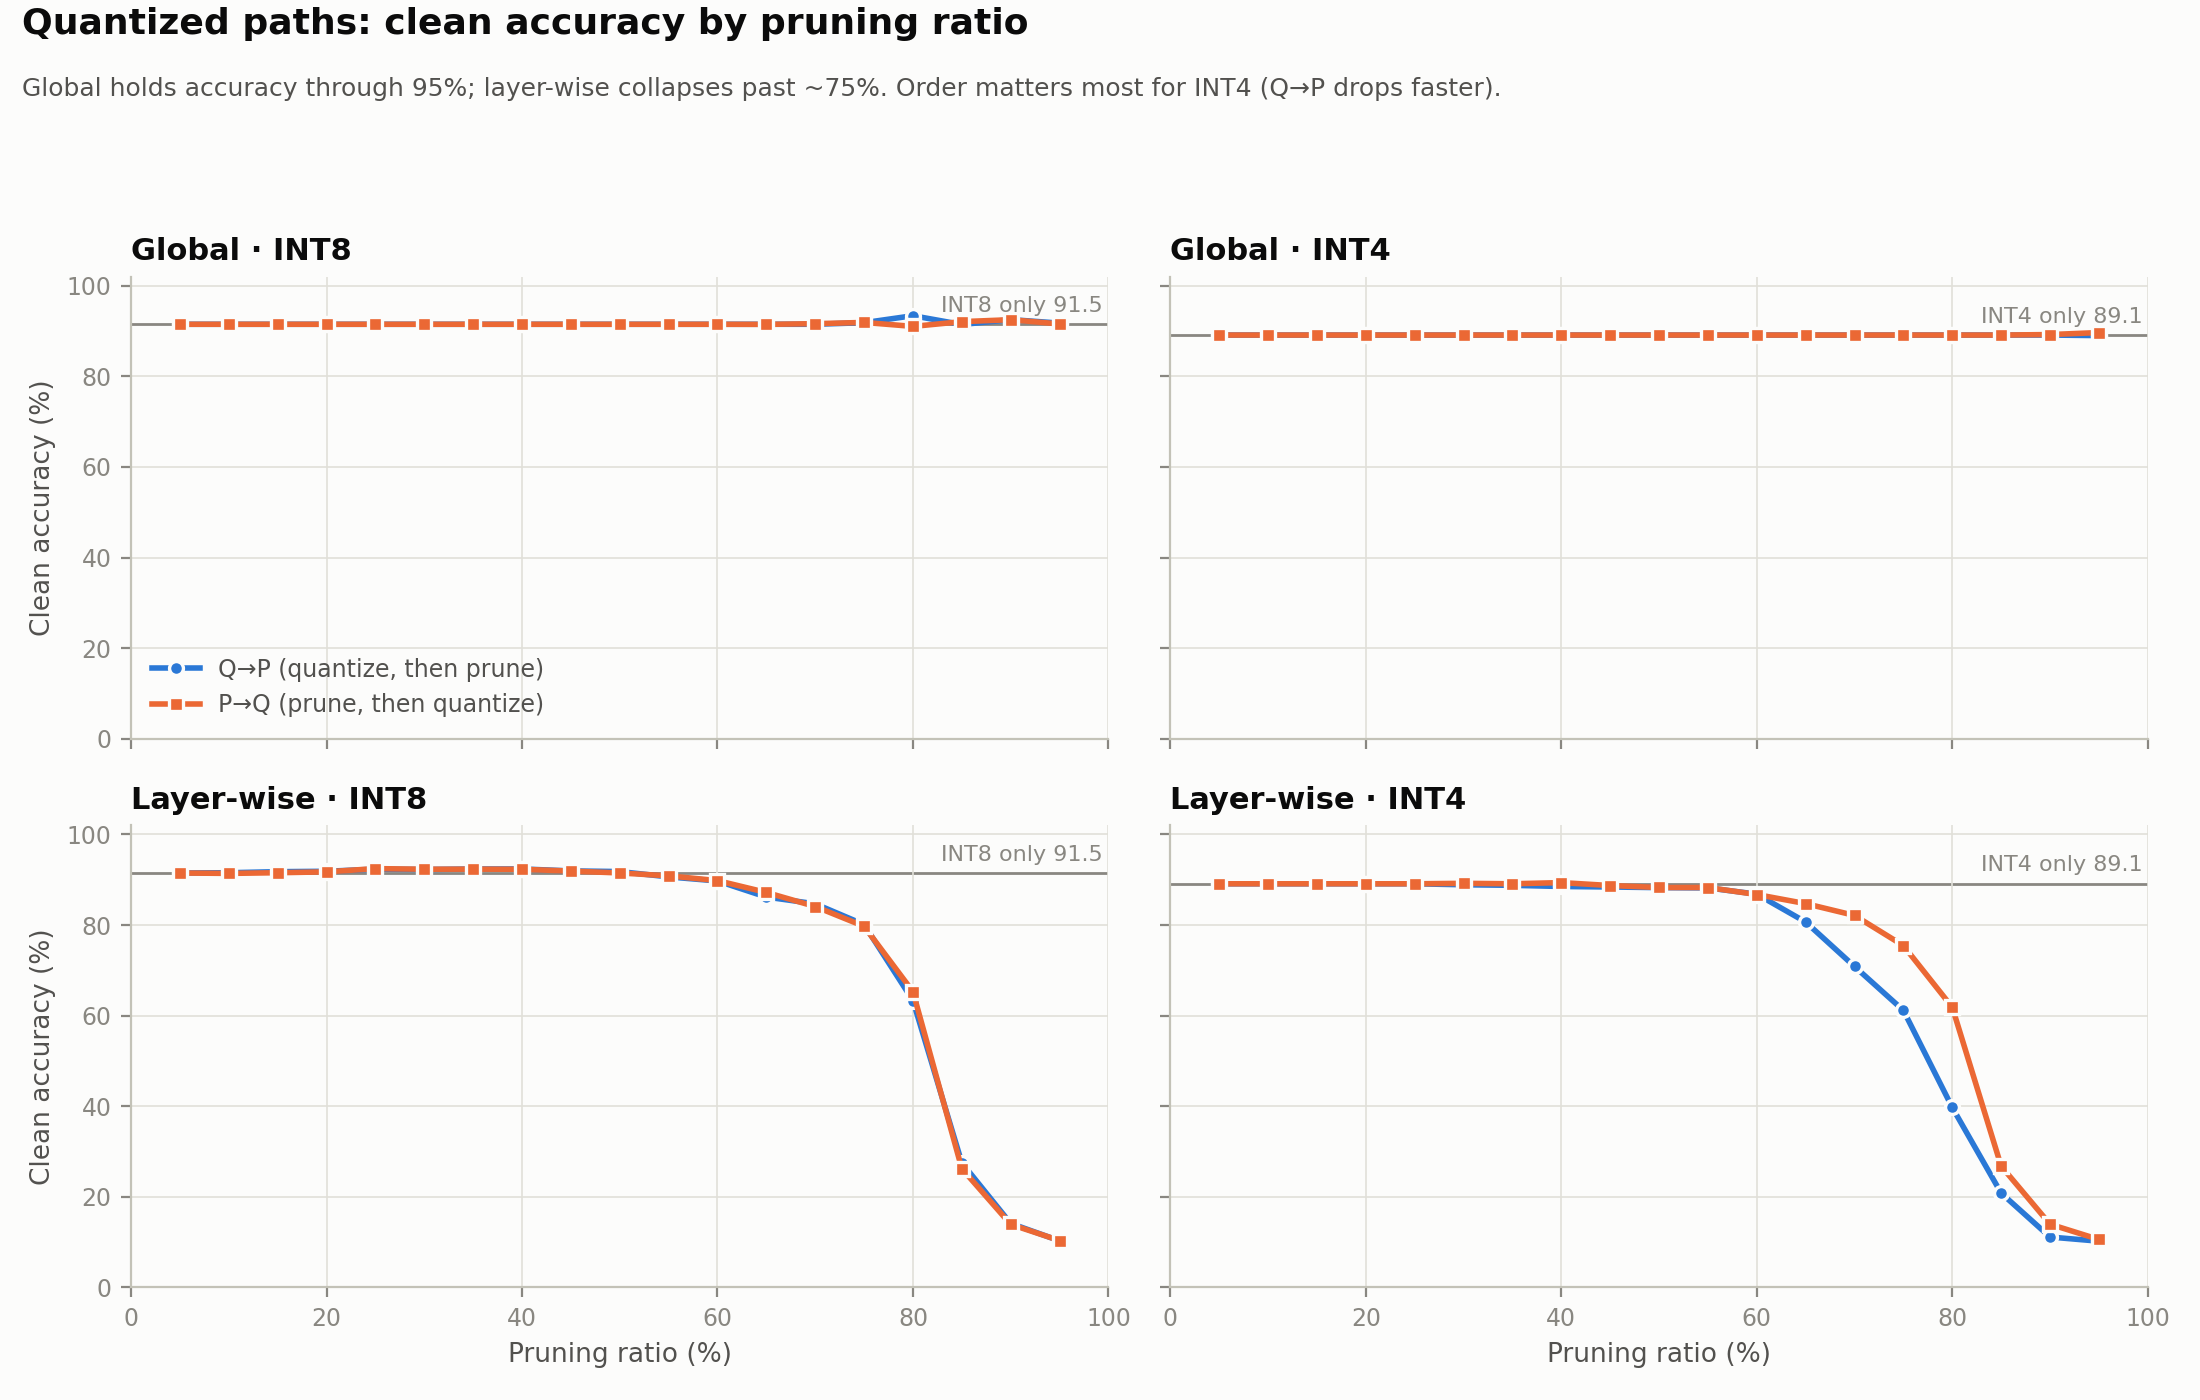 Quantized paths: clean accuracy by pruning ratio
Global holds accuracy through 95%; layer-wise collapses past ~75%. Order matters most for INT4 (Q→P drops faster).
Global · INT8
Global · INT4
100
80
60
40
20
0
Clean accuracy (%)
INT8 only 91.5
INT4 only 89.1
Q→P (quantize, then prune)
P→Q (prune, then quantize)
Layer-wise · INT8
Layer-wise · INT4
100
80
60
40
20
0
Clean accuracy (%)
INT8 only 91.5
INT4 only 89.1
0 20 40 60 80 100
0 20 40 60 80 100
Pruning ratio (%)
Pruning ratio (%)